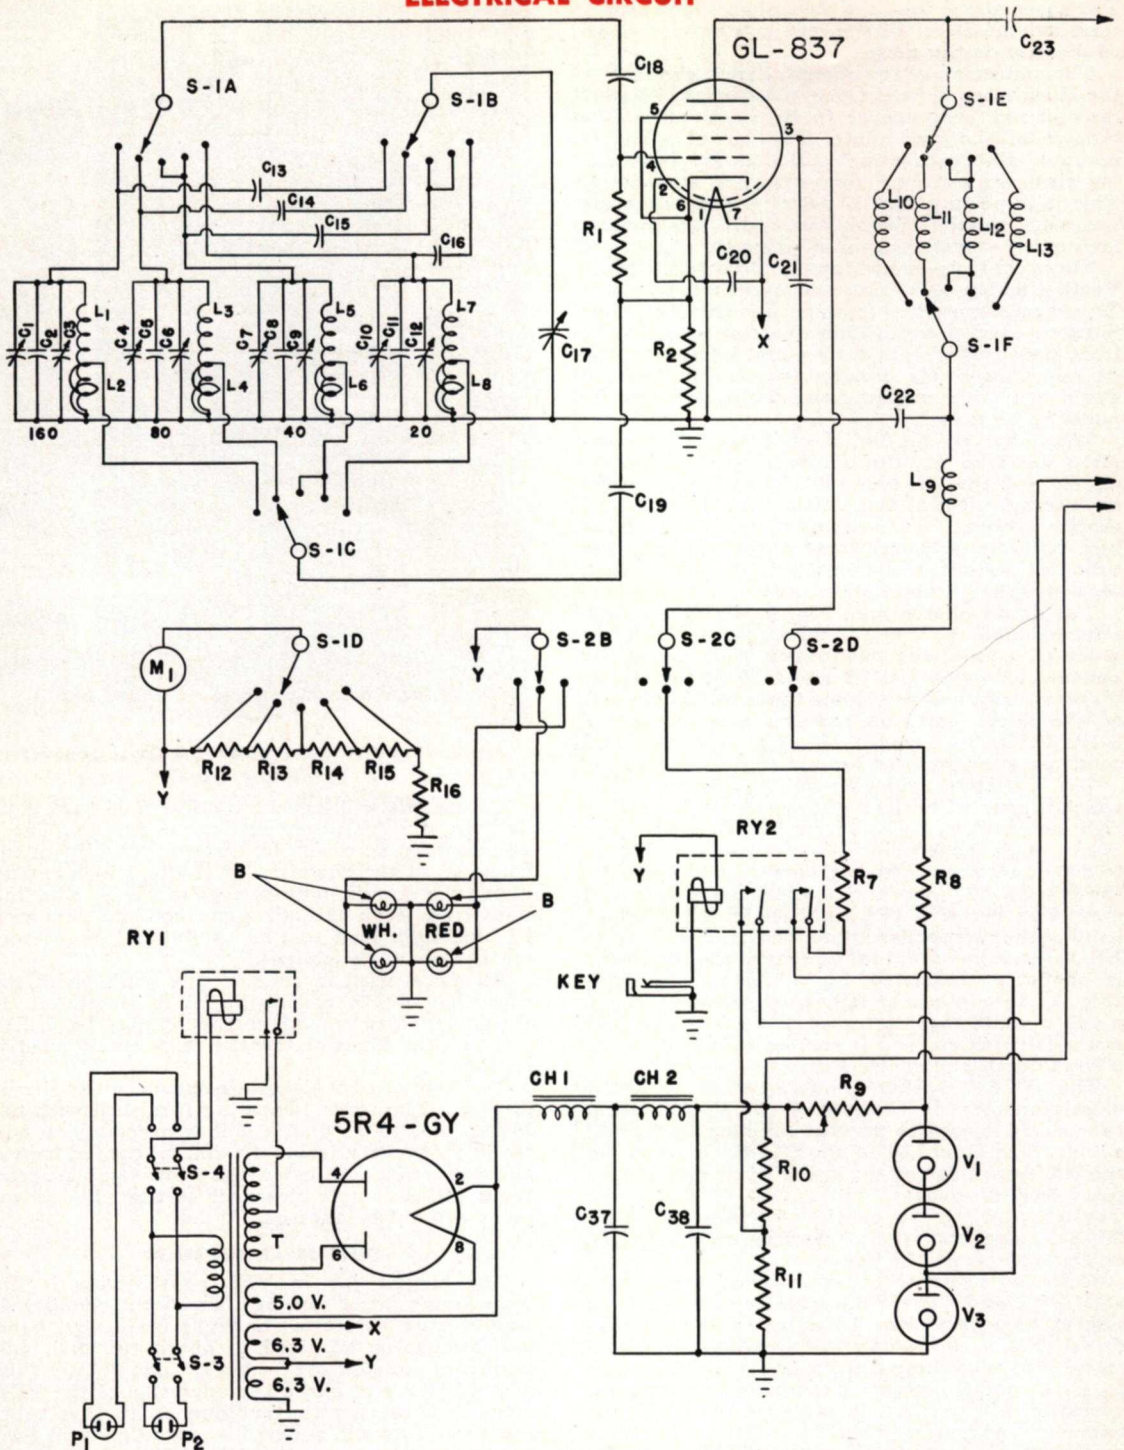 ELECTRICAL CIRCUIT
GL-837
C23
S-1A
S-1B
C18
S-1E
5
3
4
2
6
1
7
C13
C14
C15
C16
R1
C20
C21
L10
L11
L12
L13
C1
C2
C3
L1
C4
C5
C6
L3
C7
C8
C9
L5
C10
C11
C12
L7
C17
R2
X
S-1F
L2
L4
L6
L8
C22
160
80
40
20
L9
C19
S-1C
S-1D
S-2B
S-2C
S-2D
M1
Y
R12
R13
R14
R15
Y
R16
RY2
B
Y
R7
R8
B
WH.
RED
RY1
KEY
CH1
CH2
R9
5R4-GY
V1
S-4
4
2
R10
C37
C38
V2
T
6
8
R11
5.0 V.
V3
X
6.3 V.
S-3
Y
6.3 V.
P1
P2